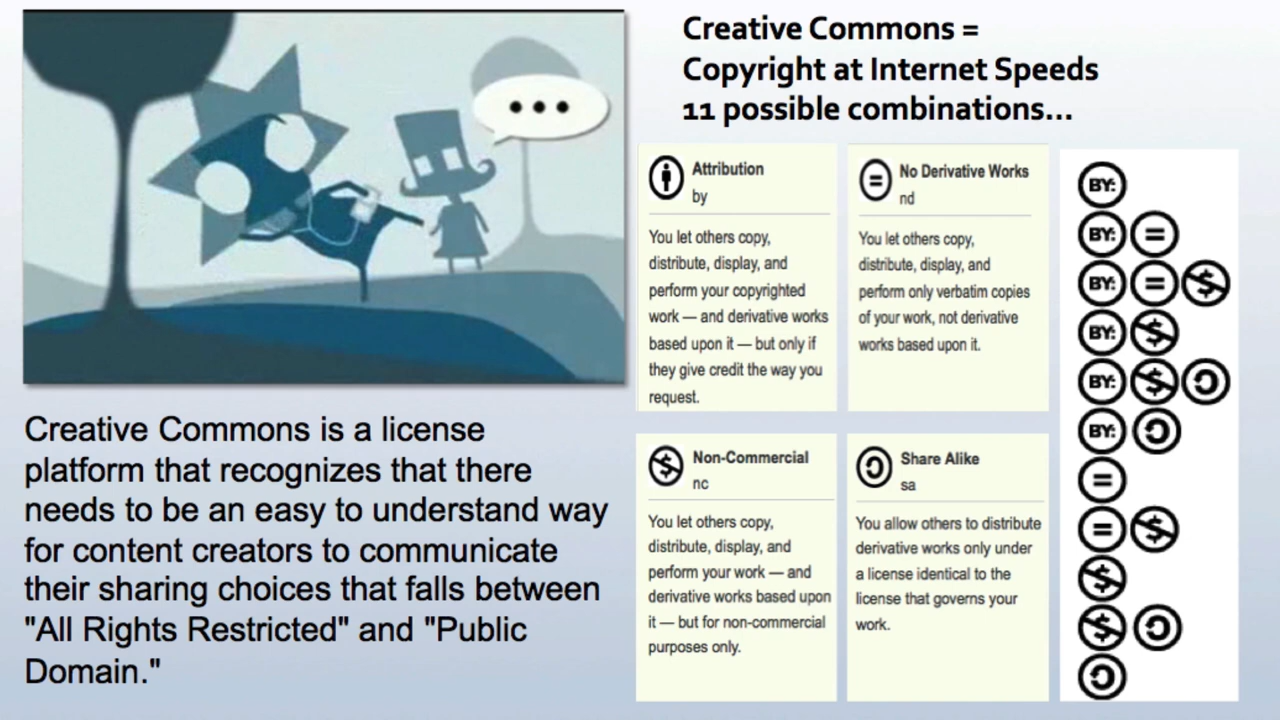 Creative Commons =
Copyright at Internet Speeds
11 possible combinations...
Creative Commons is a license
platform that recognizes that there
needs to be an easy to understand way
for content creators to communicate
their sharing choices that falls between
"All Rights Restricted" and "Public
Domain."
Attribution
by
You let others copy,
distribute, display, and
perform your copyrighted
work — and derivative works
based upon it — but only if
they give credit the way you
request.
No Derivative Works
nd
You let others copy,
distribute, display, and
perform only verbatim copies
of your work, not derivative
works based upon it.
Non-Commercial
nc
You let others copy,
distribute, display, and
perform your work — and
derivative works based upon
it — but for non-commercial
purposes only.
Share Alike
sa
You allow others to distribute
derivative works only under
a license identical to the
license that governs your
work.
BY:
BY: =
BY: = $
BY: $
BY: $
BY:
=
= $
$
$